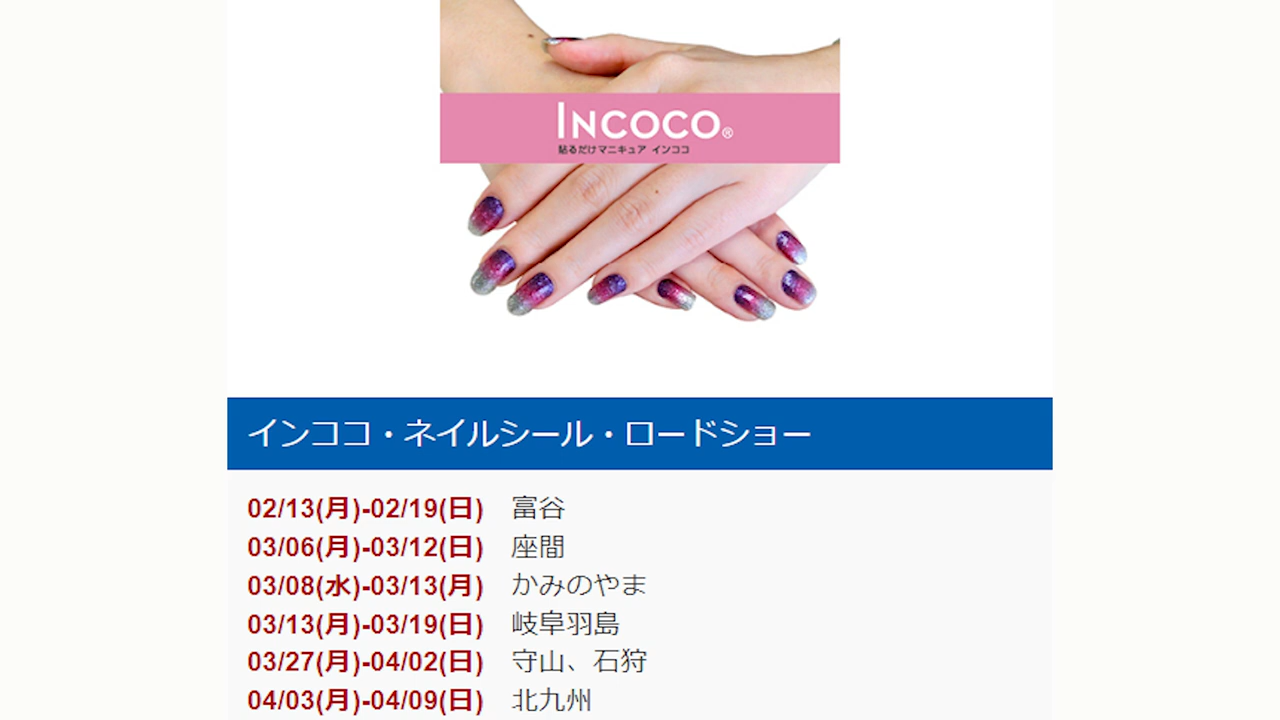 INCOCO®
貼るだけマニキュア インココ
インココ・ネイルシール・ロードショー
02/13(月)-02/19(日) 富谷
03/06(月)-03/12(日) 座間
03/08(水)-03/13(月) かみのやま
03/13(月)-03/19(日) 岐阜羽島
03/27(月)-04/02(日) 守山、石狩
04/03(月)-04/09(日) 北九州